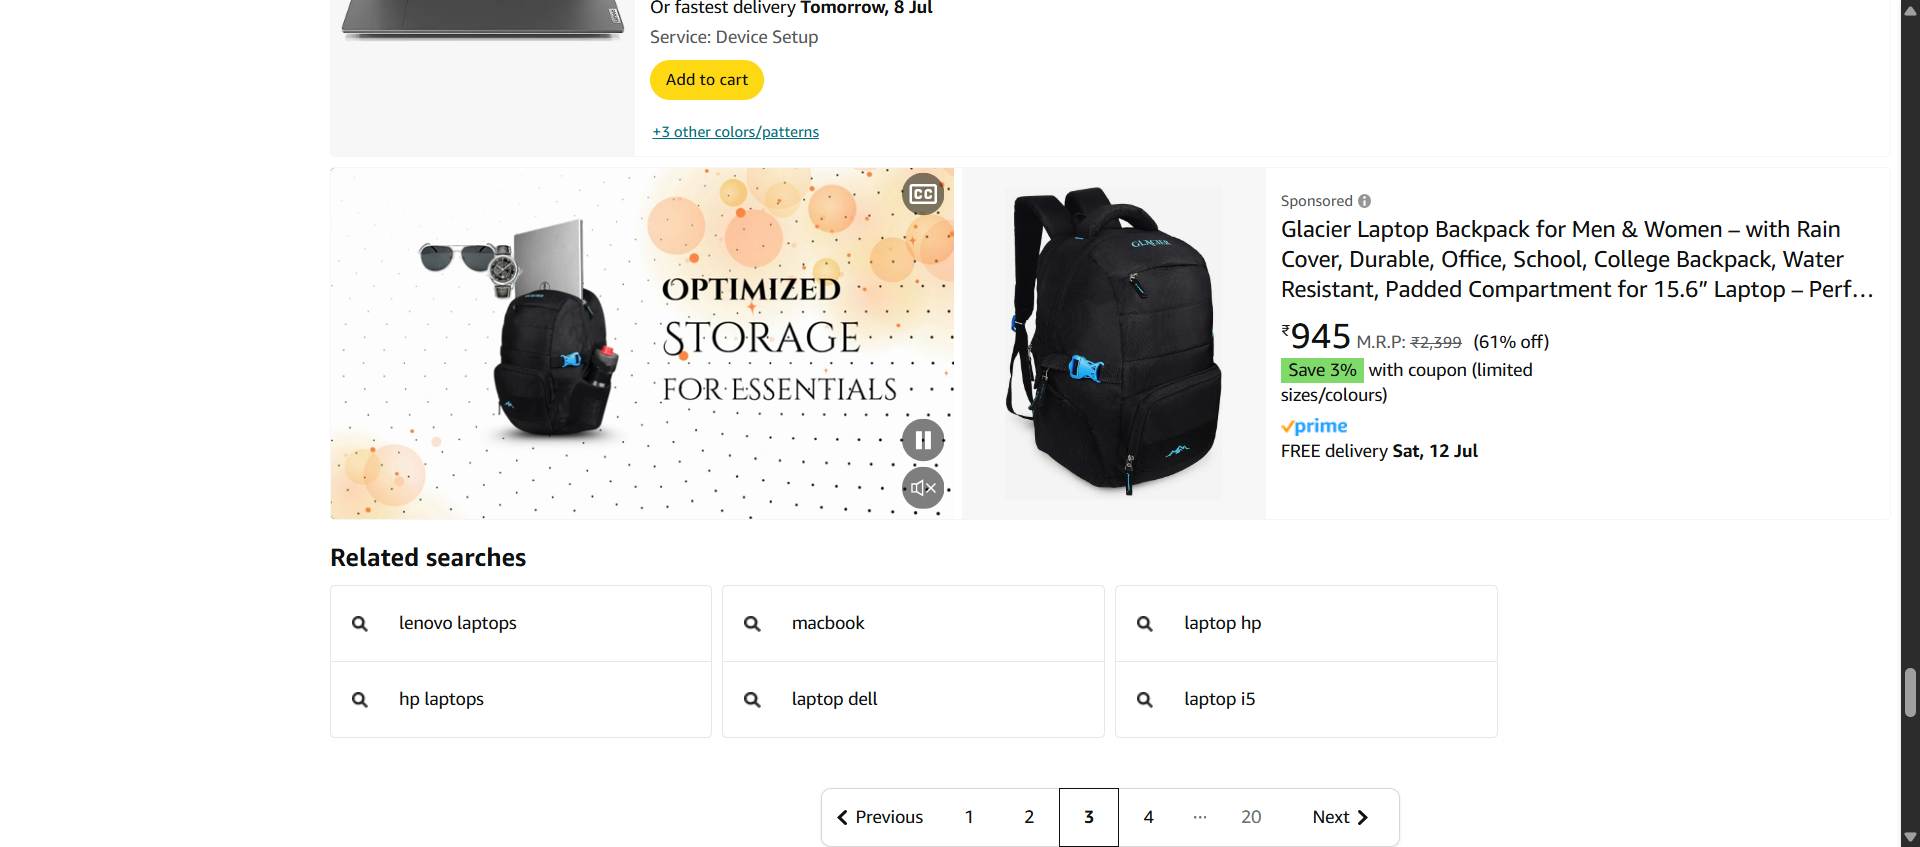 Or fastest delivery Tomorrow, 8 Jul
Service: Device Setup
Add to cart
+3 other colors/patterns
CC
OPTIMIZED
STORAGE
FOR ESSENTIALS
GLACIER
Sponsored
Glacier Laptop Backpack for Men & Women – with Rain
Cover, Durable, Office, School, College Backpack, Water
Resistant, Padded Compartment for 15.6” Laptop – Perf…
₹945 M.R.P: ₹2,399 (61% off)
Save 3% with coupon (limited
sizes/colours)
prime
FREE delivery Sat, 12 Jul
Related searches
lenovo laptops
macbook
laptop hp
hp laptops
laptop dell
laptop i5
Previous 1 2 3 4 ··· 20 Next